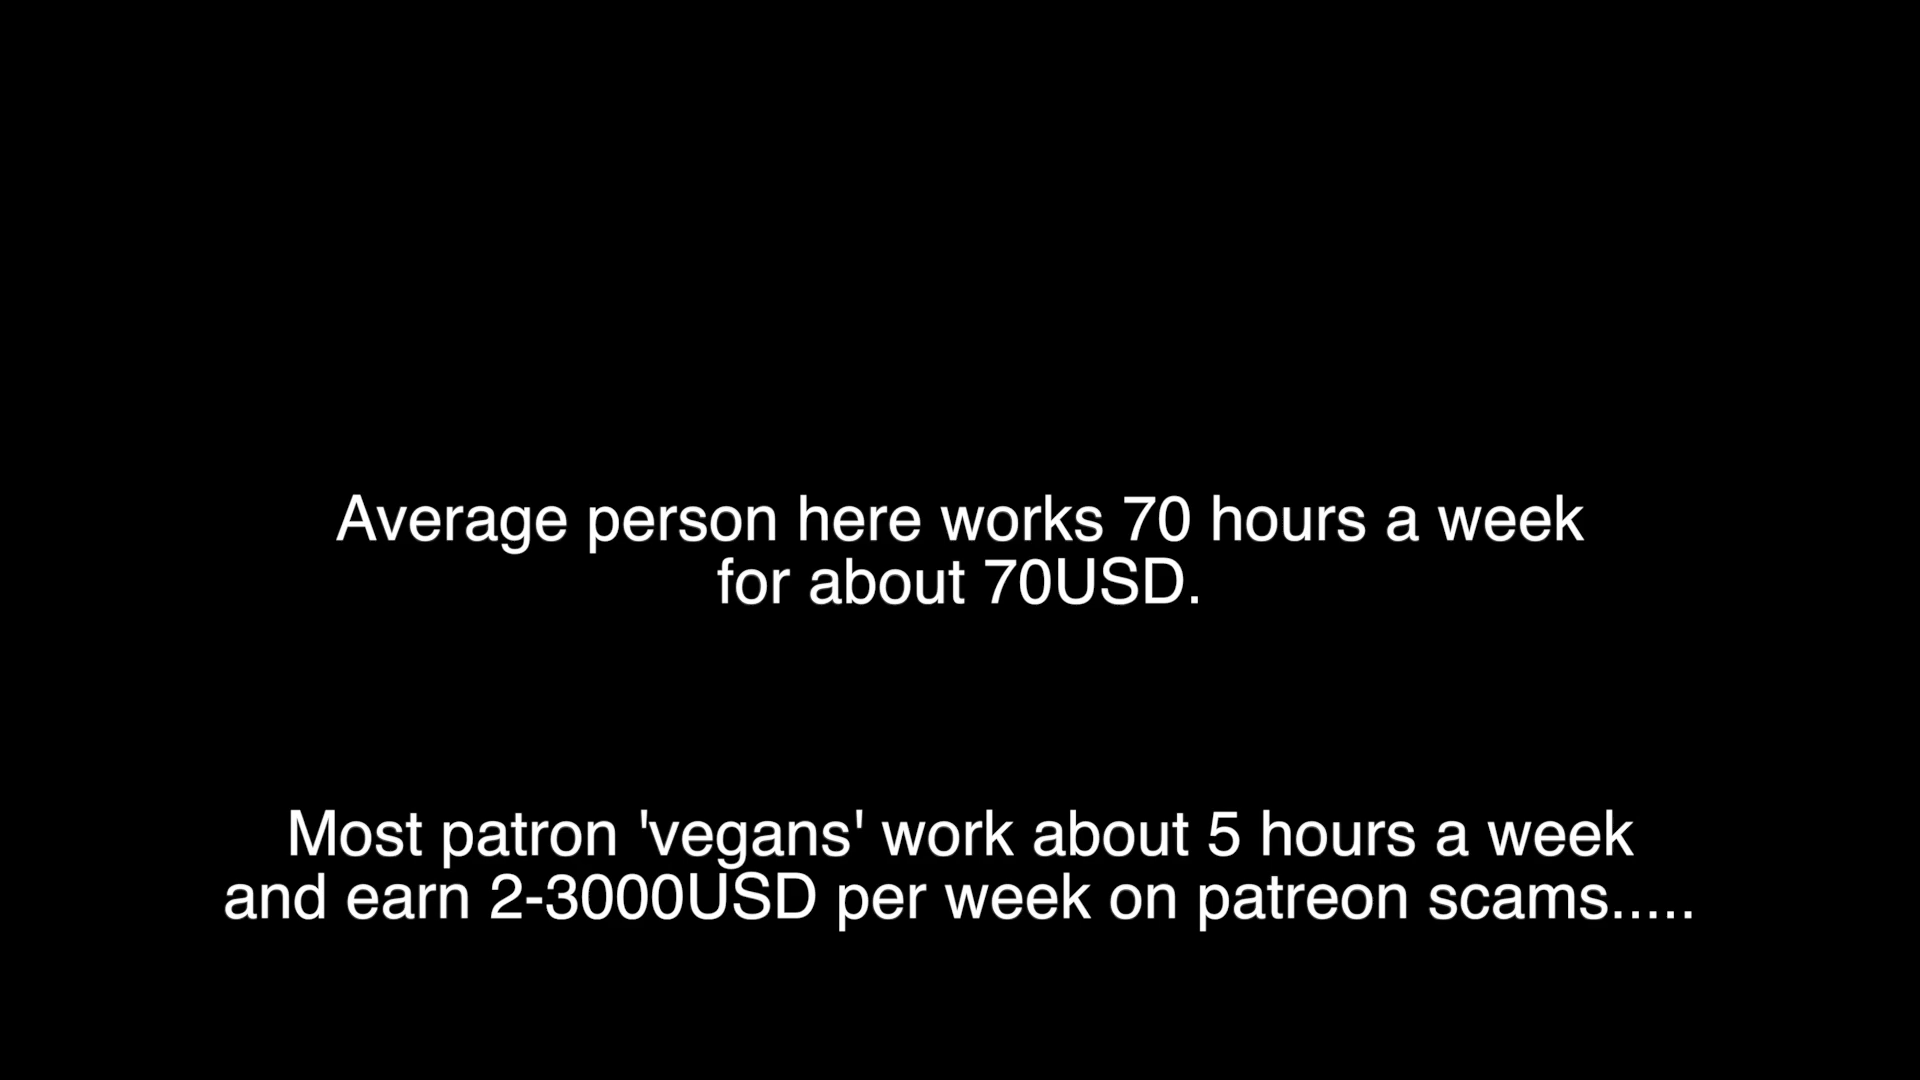 Average person here works 70 hours a week
for about 70USD.
Most patron 'vegans' work about 5 hours a week
and earn 2-3000USD per week on patreon scams.....